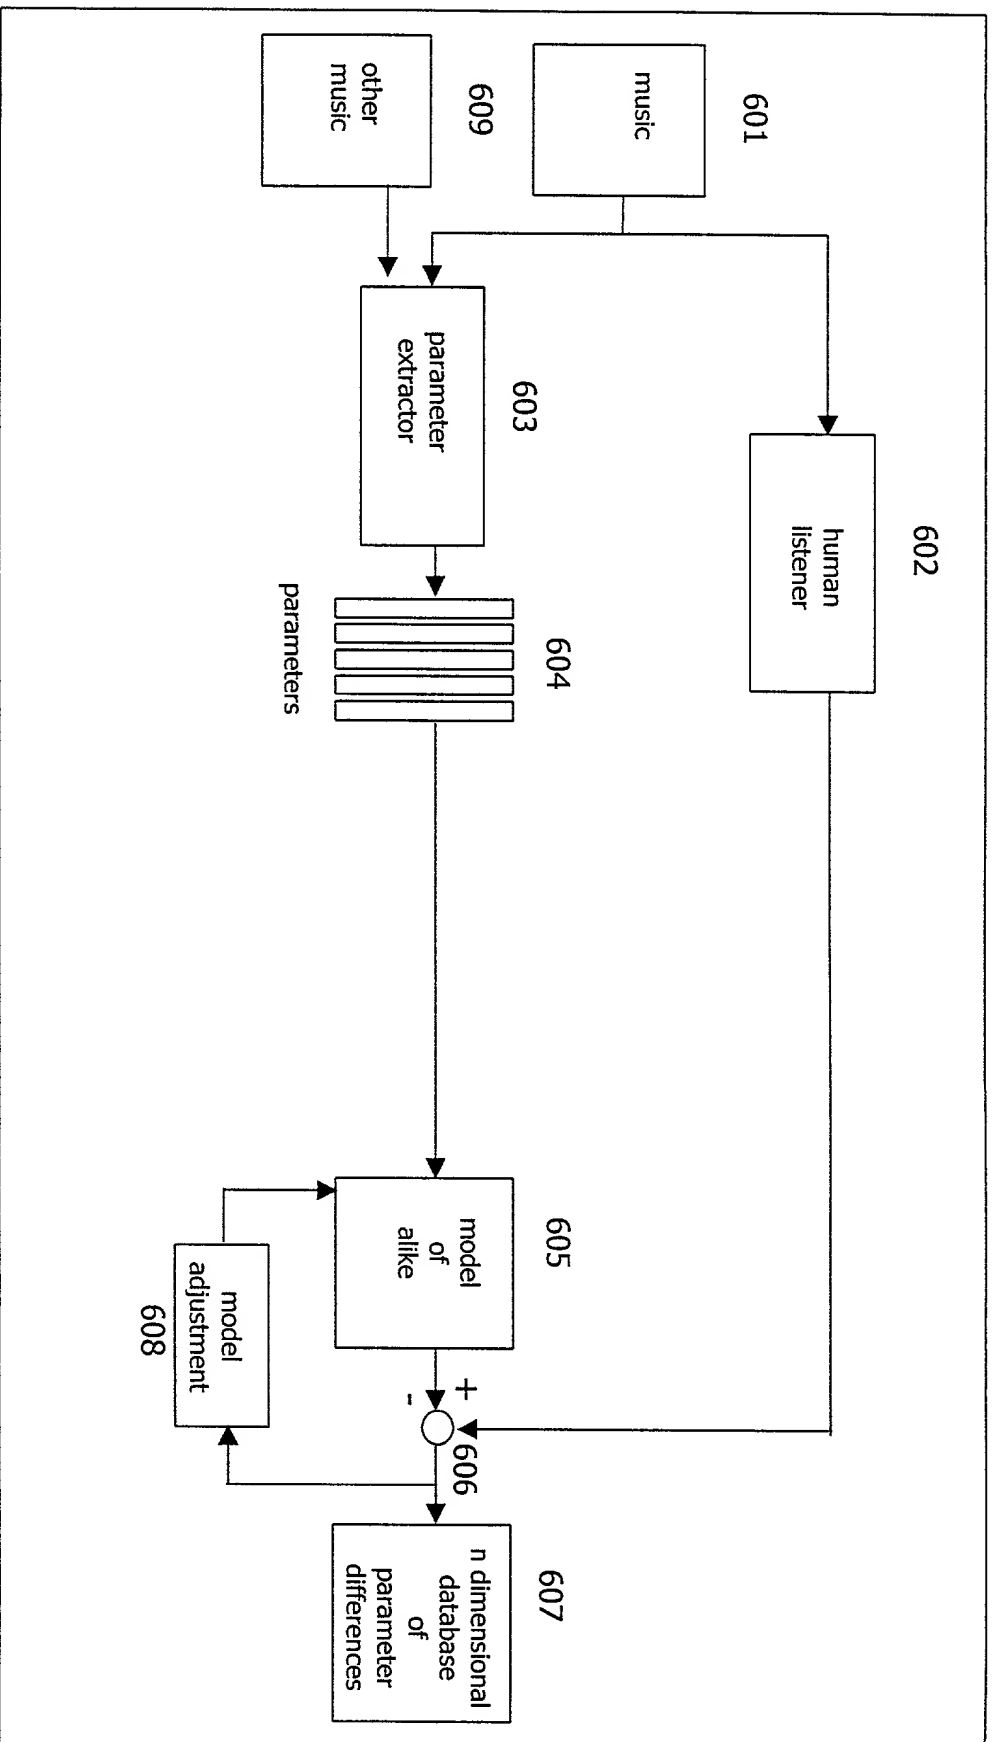 601
music
609
other
music
602
human
listener
603
parameter
extractor
604
parameters
605
model
of
alike
+
-
606
608
model
adjustment
607
n dimensional
database
of
parameter
differences